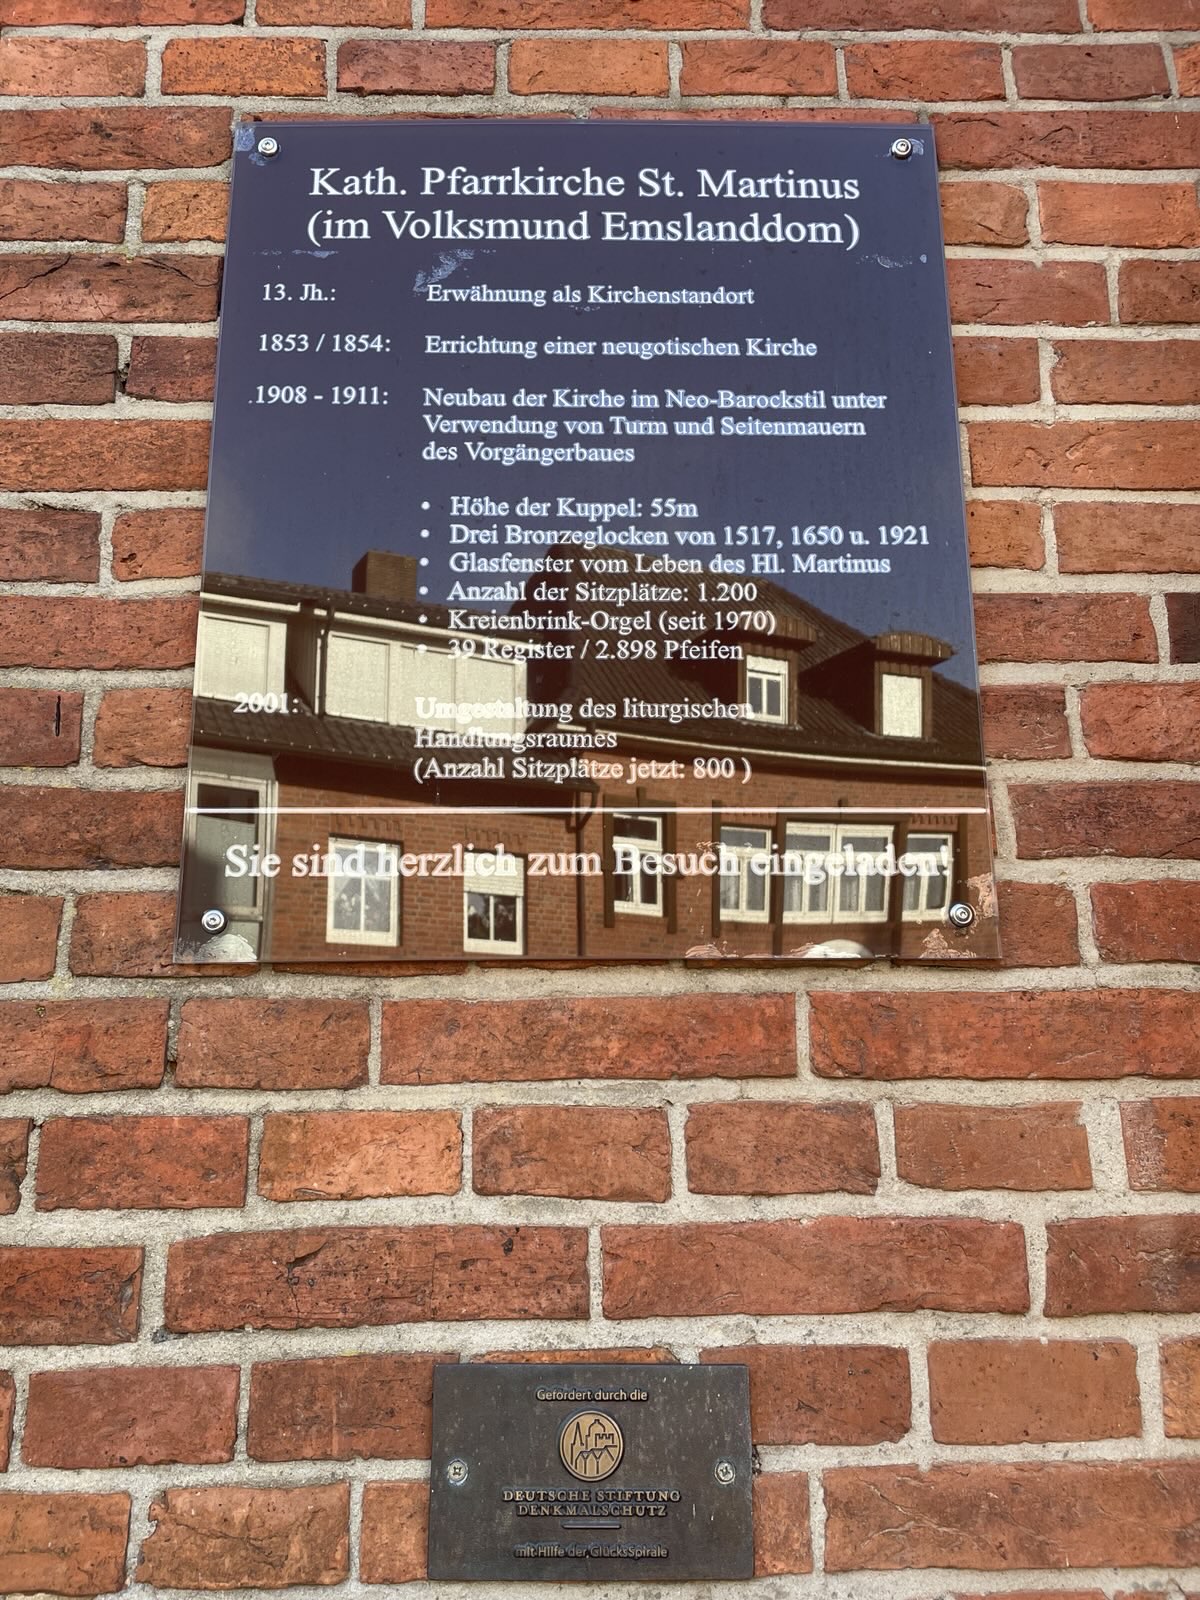 Kath. Pfarrkirche St. Martinus
(im Volksmund Emslanddom)
13. Jh.: Erwähnung als Kirchenstandort
1853 / 1854: Errichtung einer neugotischen Kirche
1908 - 1911: Neubau der Kirche im Neo-Barockstil unter
Verwendung von Turm und Seitenmauern
des Vorgängerbaues
• Höhe der Kuppel: 55m
• Drei Bronzeglocken von 1517, 1650 u. 1921
• Glasfenster vom Leben des Hl. Martinus
• Anzahl der Sitzplätze: 1.200
• Kreienbrink-Orgel (seit 1970)
• 39 Register / 2.898 Pfeifen
2001: Umgestaltung des liturgischen
Handlungsraumes
(Anzahl Sitzplätze jetzt: 800 )
Sie sind herzlich zum Besuch eingeladen!
Gefördert durch die
DEUTSCHE STIFTUNG
DENKMALSCHUTZ
mit Hilfe der GlücksSpirale